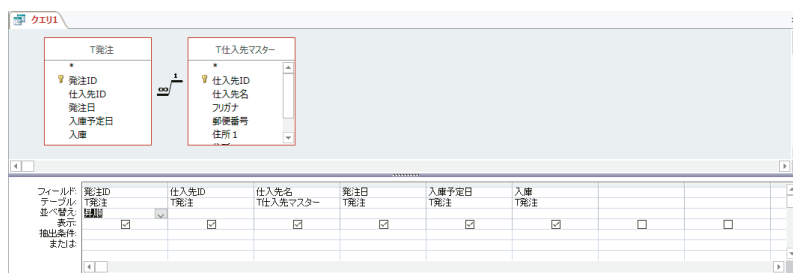 クエリ1
T発注
*
発注ID
仕入先ID
発注日
入庫予定日
入庫
∞ 1
T仕入先マスター
*
仕入先ID
仕入先名
フリガナ
郵便番号
住所1
フィールド: 発注ID 仕入先ID 仕入先名 発注日 入庫予定日 入庫
テーブル: T発注 T発注 T仕入先マスター T発注 T発注 T発注
並べ替え: 昇順
表示:
抽出条件:
または: